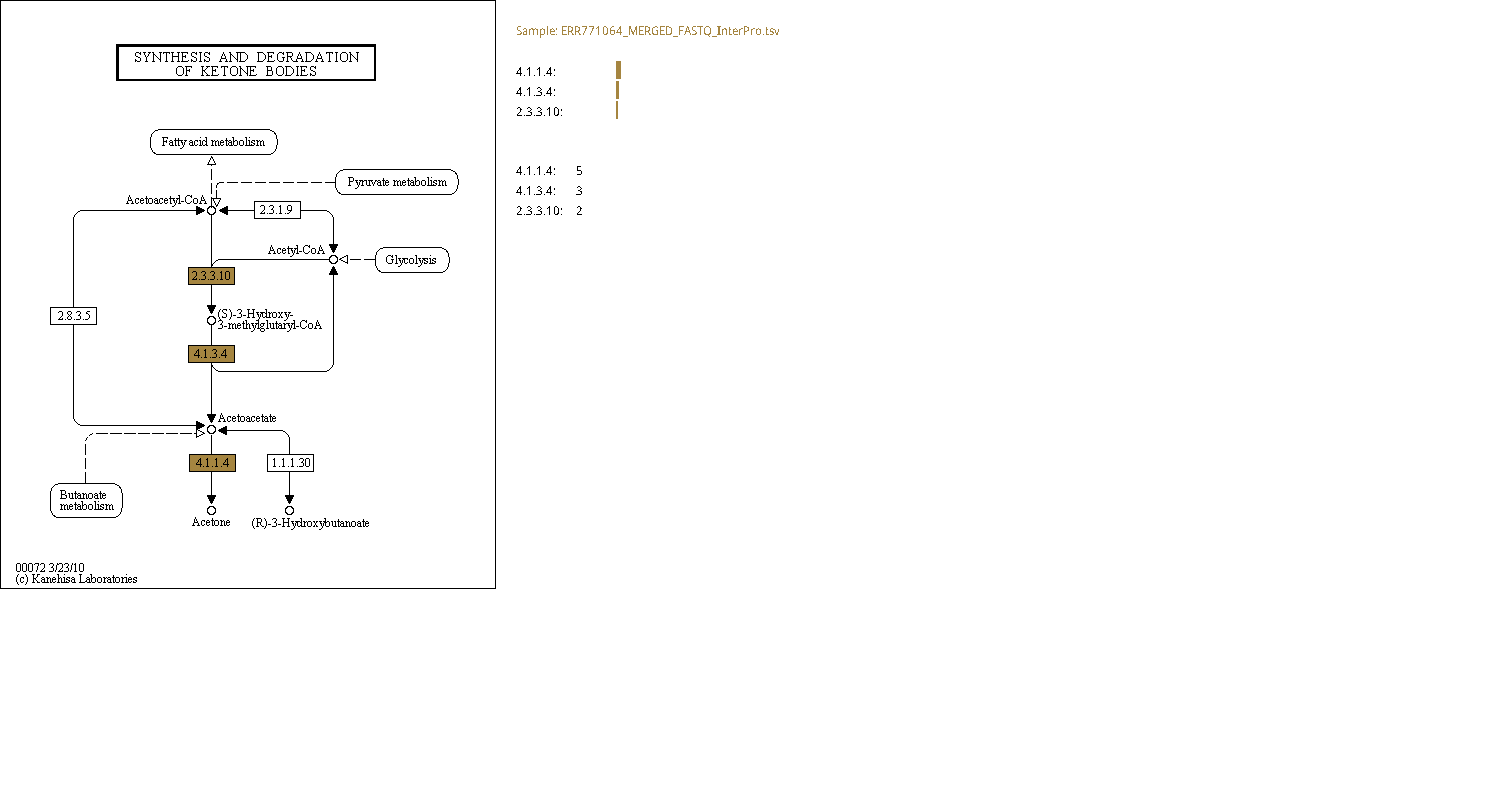 SYNTHESIS AND DEGRADATION
OF KETONE BODIES
Fatty acid metabolism
Pyruvate metabolism
Acetoacetyl-CoA
2.3.1.9
Acetyl-CoA
Glycolysis
2.3.3.10
2.8.3.5
(S)-3-Hydroxy-
3-methylglutaryl-CoA
4.1.3.4
Acetoacetate
4.1.1.4
1.1.1.30
Butanoate
metabolism
Acetone
(R)-3-Hydroxybutanoate
00072 3/23/10
(c) Kanehisa Laboratories
Sample: ERR771064_MERGED_FASTQ_InterPro.tsv
4.1.1.4:
4.1.3.4:
2.3.3.10:
4.1.1.4: 5
4.1.3.4: 3
2.3.3.10: 2